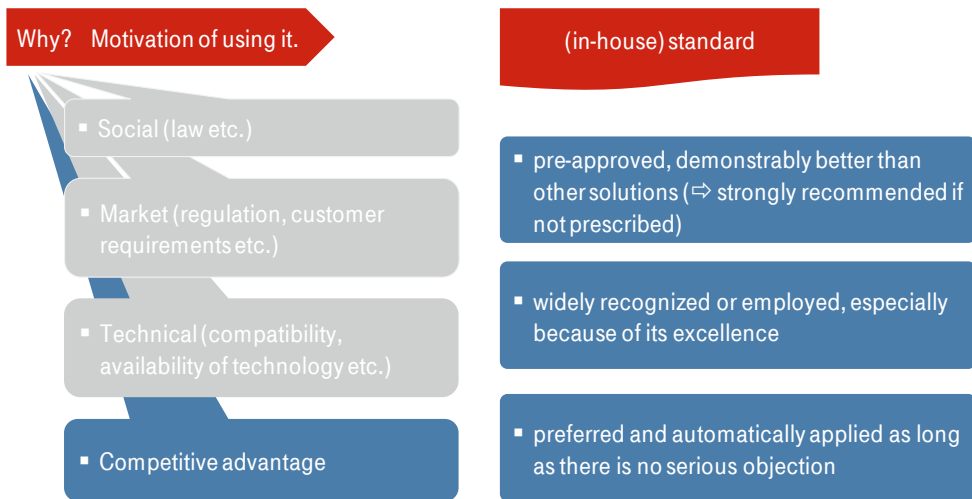 Why? Motivation of using it.
▪ Social (law etc.)
▪ Market (regulation, customer
requirements etc.)
▪ Technical (compatibility,
availability of technology etc.)
▪ Competitive advantage
(in-house) standard
▪ pre-approved, demonstrably better than
other solutions (⇨ strongly recommended if
not prescribed)
▪ widely recognized or employed, especially
because of its excellence
▪ preferred and automatically applied as long
as there is no serious objection